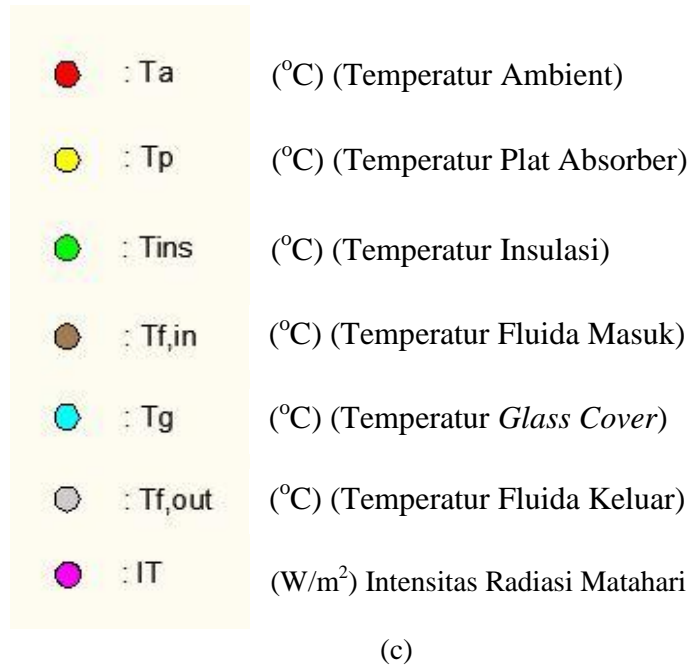 : Ta (°C) (Temperatur Ambient)
: Tp (°C) (Temperatur Plat Absorber)
: Tins (°C) (Temperatur Insulasi)
: Tf,in (°C) (Temperatur Fluida Masuk)
: Tg (°C) (Temperatur Glass Cover)
: Tf,out (°C) (Temperatur Fluida Keluar)
: IT (W/m²) Intensitas Radiasi Matahari
(c)